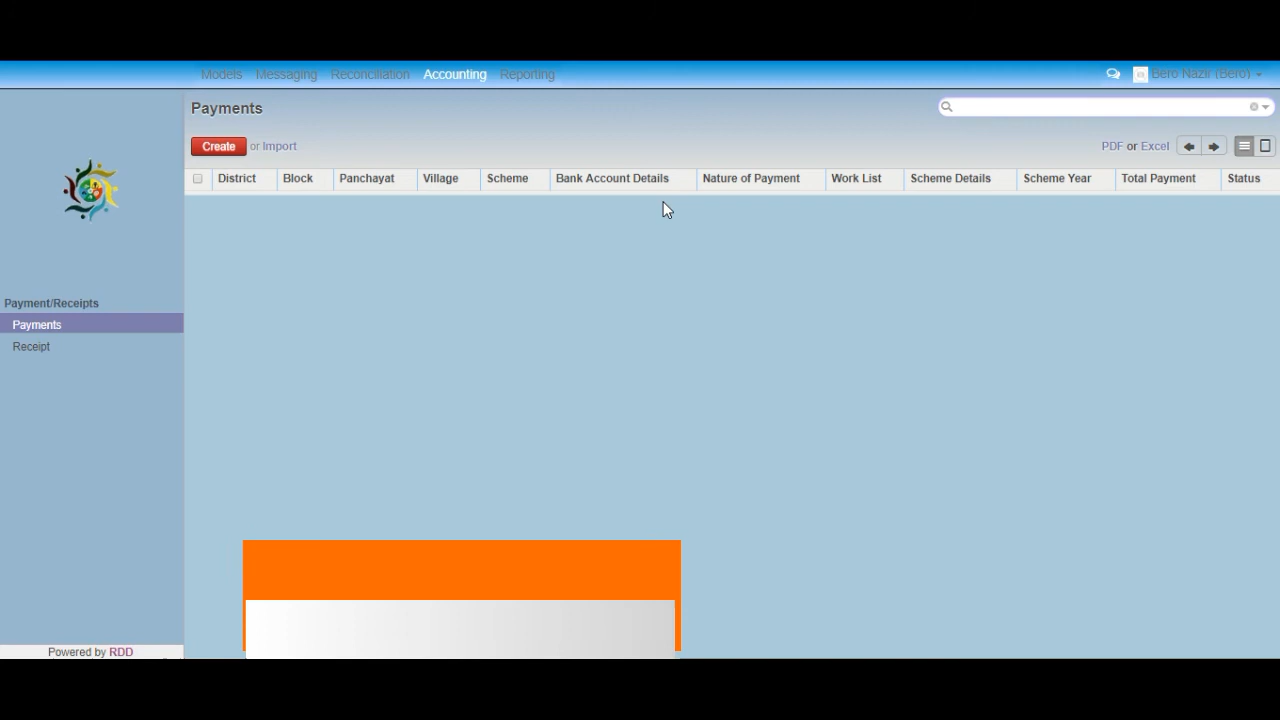 Models Messaging Reconciliation Accounting Reporting Bero Nazir (Bero)
Payments
Create or Import PDF or Excel
District Block Panchayat Village Scheme Bank Account Details Nature of Payment Work List Scheme Details Scheme Year Total Payment Status
Payment/Receipts
Payments
Receipt
Powered by RDD